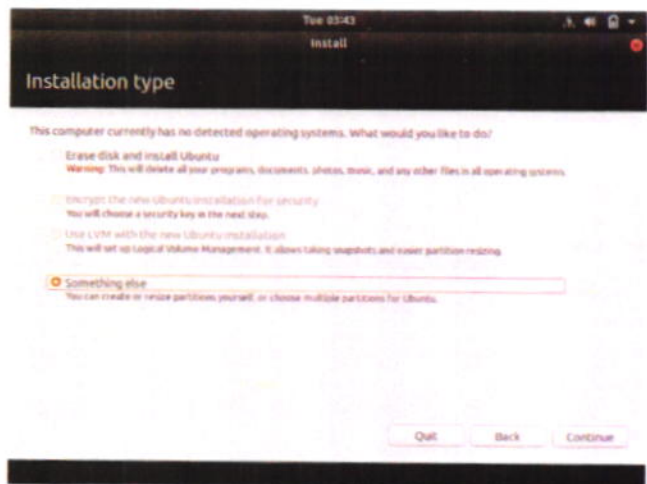 Tue 03:43
Install
Installation type
This computer currently has no detected operating systems. What would you like to do?
Erase disk and install Ubuntu
Warning: This will delete all your programs, documents, photos, music, and any other files in all operating systems.
Encrypt the new Ubuntu installation for security
You will choose a security key in the next step.
Use LVM with the new Ubuntu installation
This will set up Logical Volume Management. It allows taking snapshots and easier partition resizing.
Something else
You can create or resize partitions yourself, or choose multiple partitions for Ubuntu.
Quit
Back
Continue